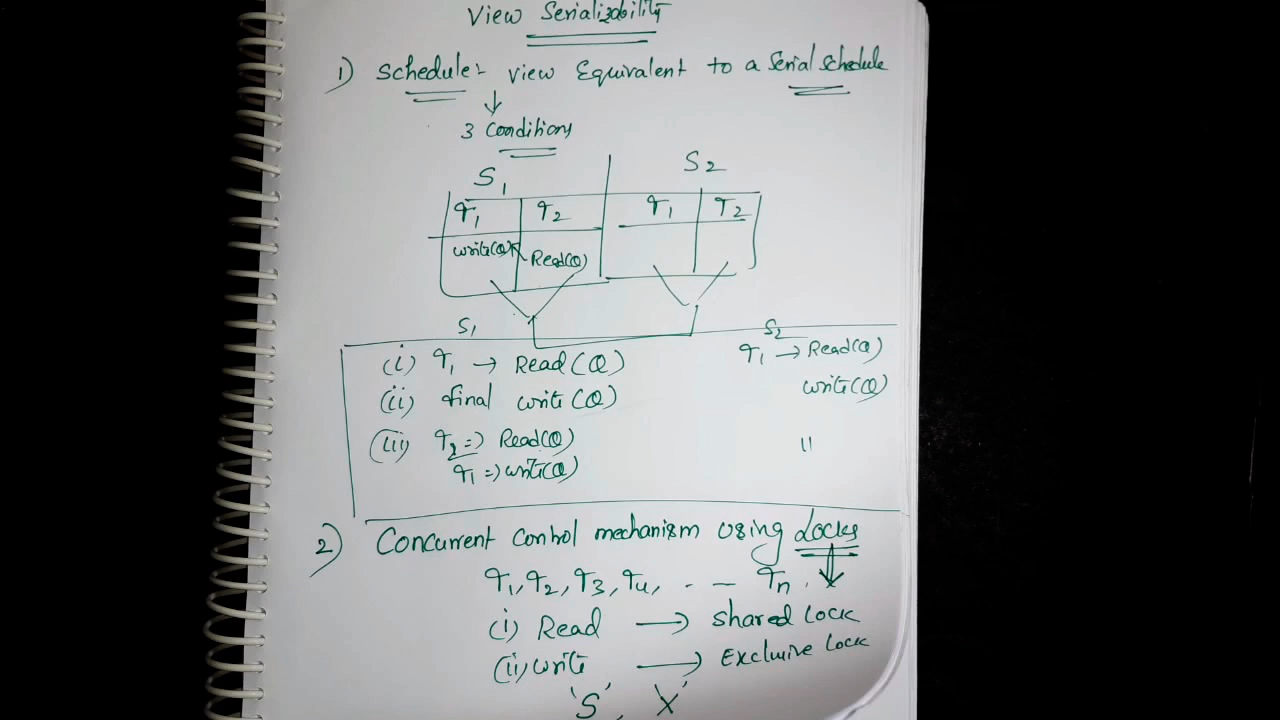 View Serializability
1) Schedule:- view Equivalent to a Serial schedule
↓
3 Conditions
S1 S2
T1 T2 T1 T2
write(Q) Read(Q)
S1 S2
(i) T1 → Read(Q) T1 → Read(Q)
(ii) final write(Q) write(Q)
(iii) T2 => Read(Q) "
T1 => write(Q)
2) Concurrent control mechanism using Locks
T1, T2, T3, T4, . . — Tn .
(i) Read → shared Lock
(ii) write → Exclusive Lock
'S', X'